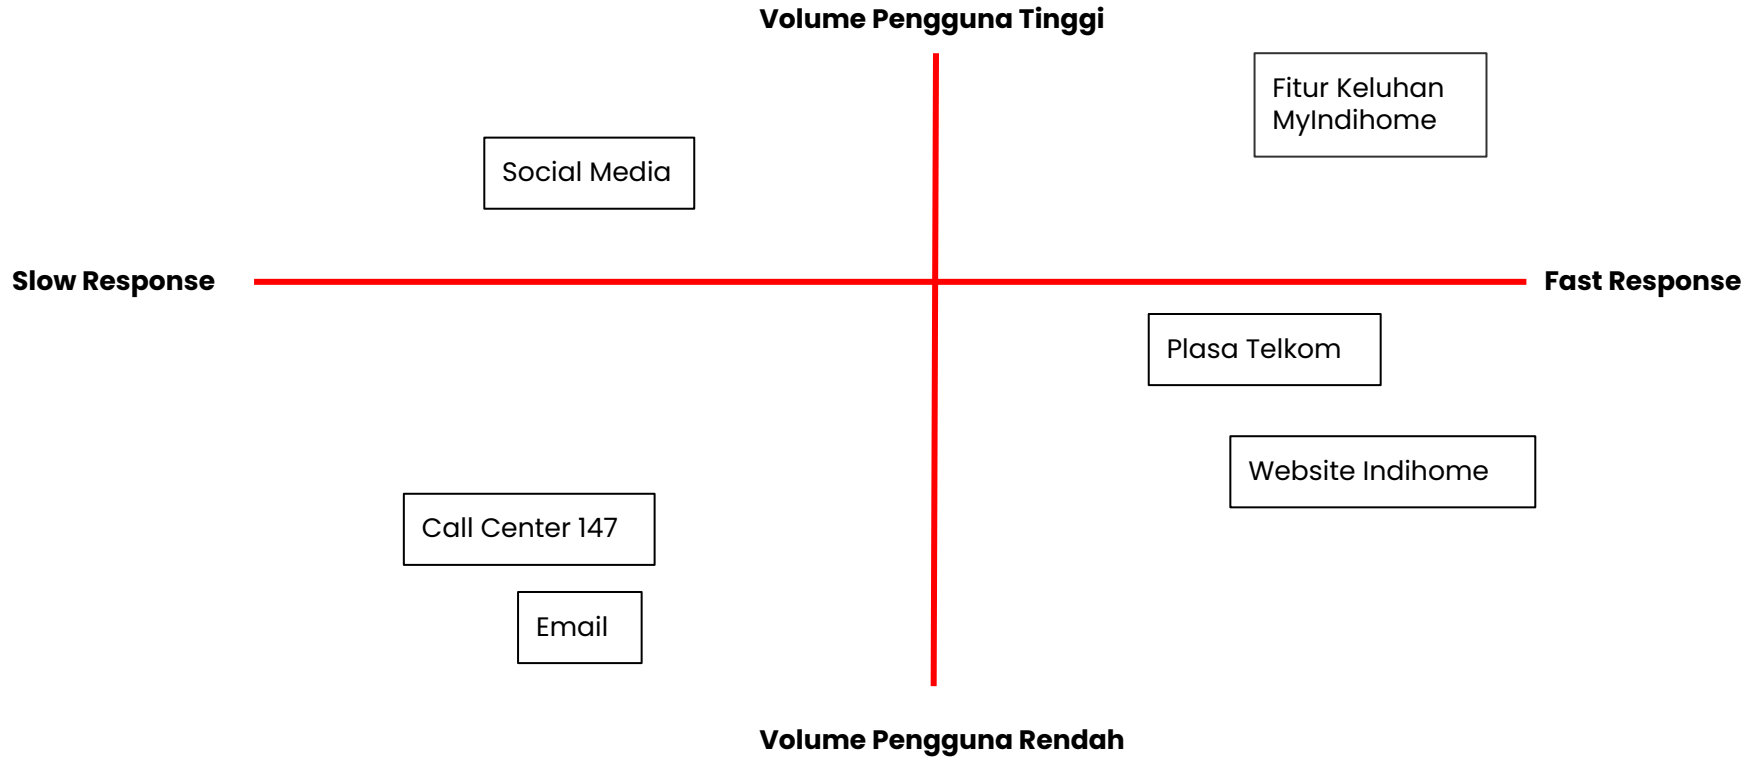 Volume Pengguna Tinggi
Fitur Keluhan
MyIndihome
Social Media
Slow Response
Fast Response
Plasa Telkom
Website Indihome
Call Center 147
Email
Volume Pengguna Rendah